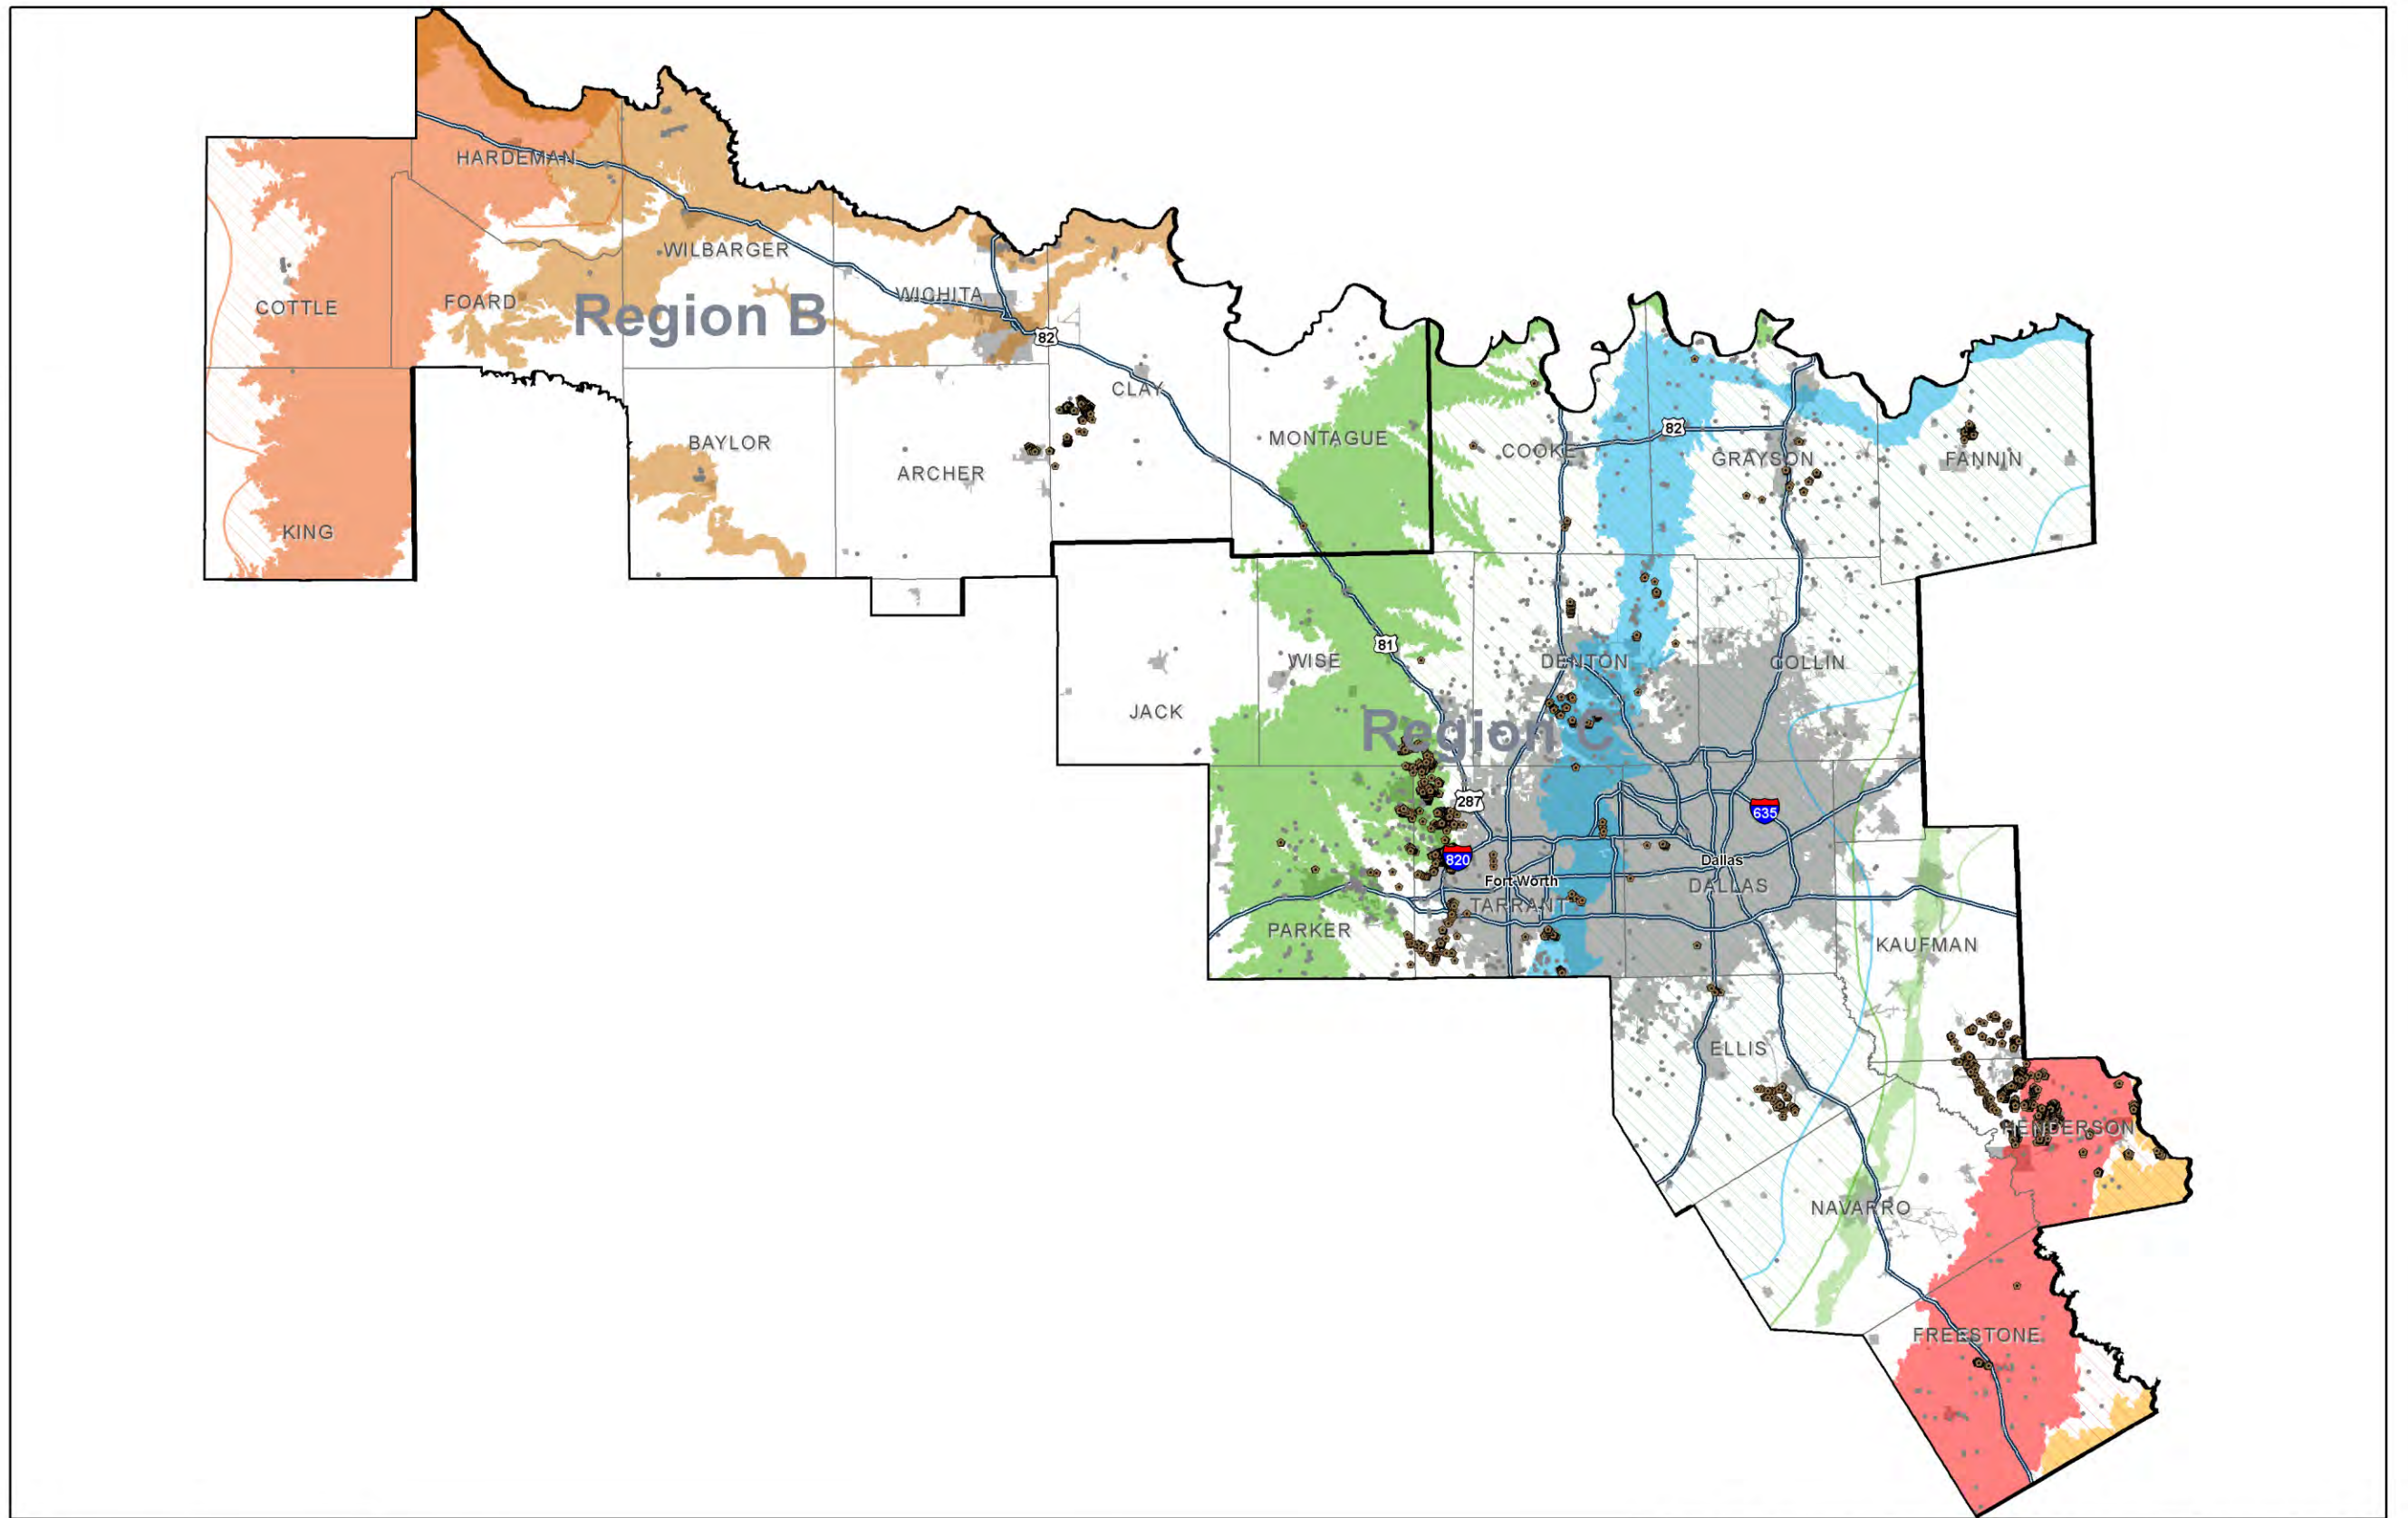 HARDEMAN
WILBARGER
COTTLE
FOARD
Region B
WICHITA
82
CLAY
BAYLOR
ARCHER
MONTAGUE
COOKE
82
GRAYSON
FANNIN
KING
81
WISE
DENTON
COLLIN
JACK
Region C
287
635
820
Dallas
Fort Worth
DALLAS
TARRANT
PARKER
KAUFMAN
ELLIS
HENDERSON
NAVARRO
FREESTONE